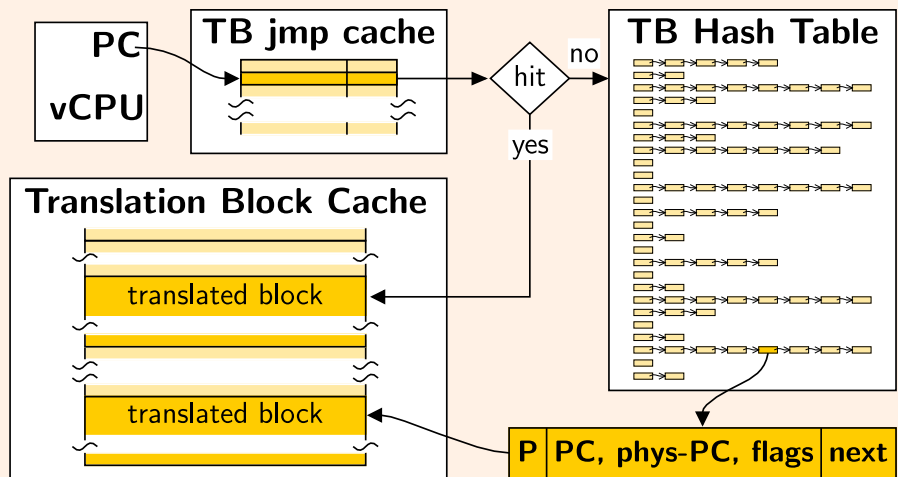 PC
vCPU
TB jmp cache
hit
no
yes
TB Hash Table
Translation Block Cache
translated block
translated block
P PC, phys-PC, flags next